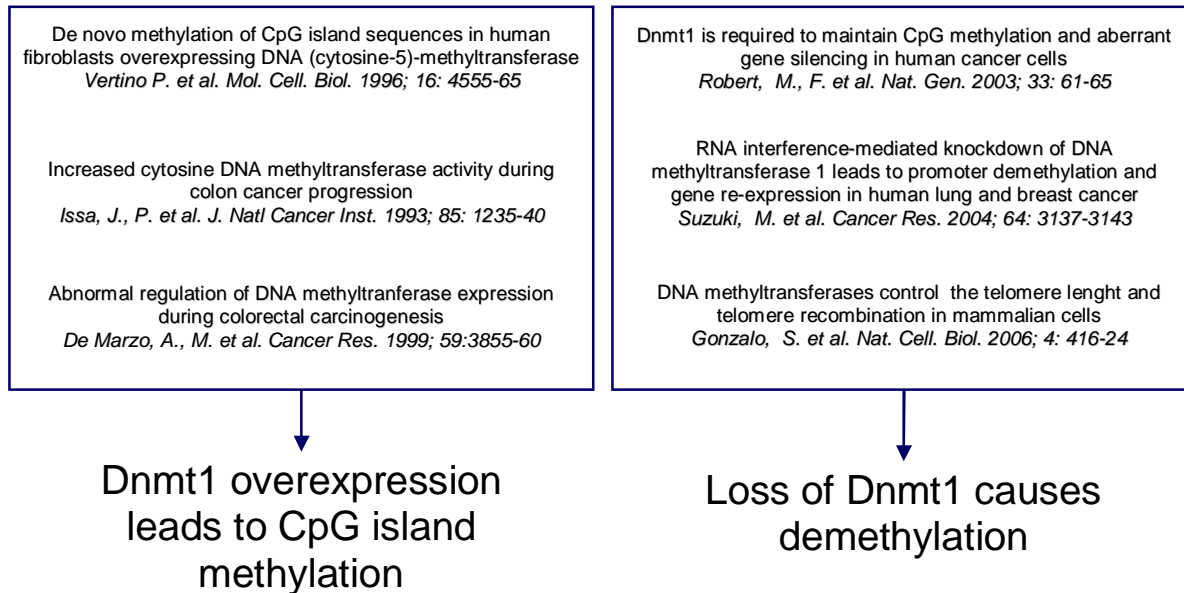 De novo methylation of CpG island sequences in human
fibroblasts overexpressing DNA (cytosine-5)-methyltransferase
Vertino P. et al. Mol. Cell. Biol. 1996; 16: 4555-65
Increased cytosine DNA methyltransferase activity during
colon cancer progression
Issa, J., P. et al. J. Natl Cancer Inst. 1993; 85: 1235-40
Abnormal regulation of DNA methyltranferase expression
during colorectal carcinogenesis
De Marzo, A., M. et al. Cancer Res. 1999; 59:3855-60
Dnmt1 overexpression
leads to CpG island
methylation
Dnmt1 is required to maintain CpG methylation and aberrant
gene silencing in human cancer cells
Robert, M., F. et al. Nat. Gen. 2003; 33: 61-65
RNA interference-mediated knockdown of DNA
methyltransferase 1 leads to promoter demethylation and
gene re-expression in human lung and breast cancer
Suzuki, M. et al. Cancer Res. 2004; 64: 3137-3143
DNA methyltransferases control the telomere lenght and
telomere recombination in mammalian cells
Gonzalo, S. et al. Nat. Cell. Biol. 2006; 4: 416-24
Loss of Dnmt1 causes
demethylation